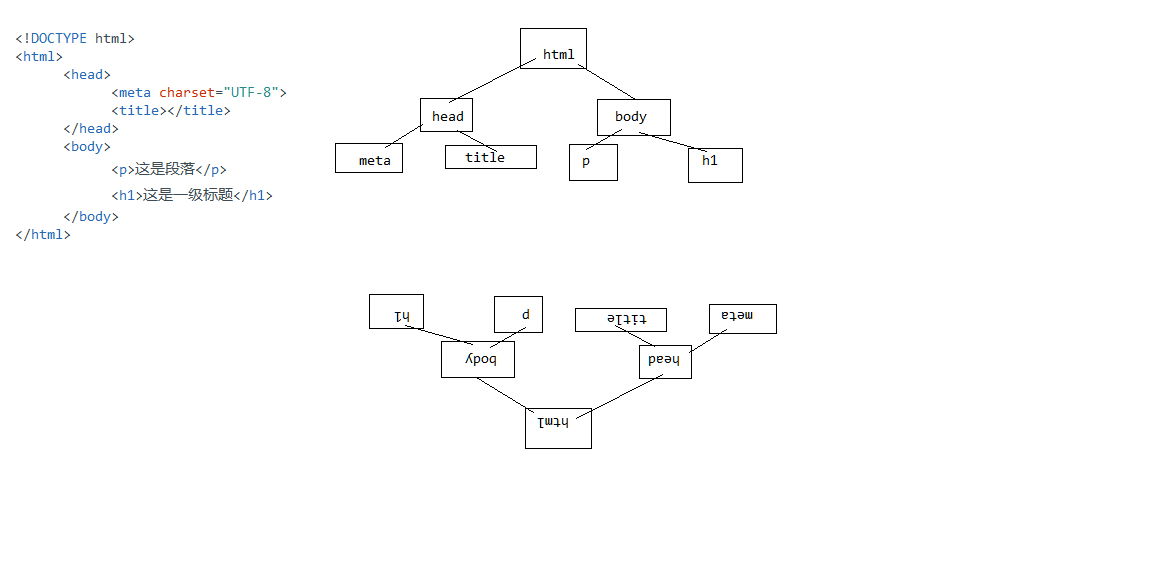 <!DOCTYPE html>
<html>
<head>
<meta charset="UTF-8">
<title></title>
</head>
<body>
<p>这是段落</p>
<h1>这是一级标题</h1>
</body>
</html>
html
head
body
meta
title
p
h1
h1
p
title
meta
body
head
html